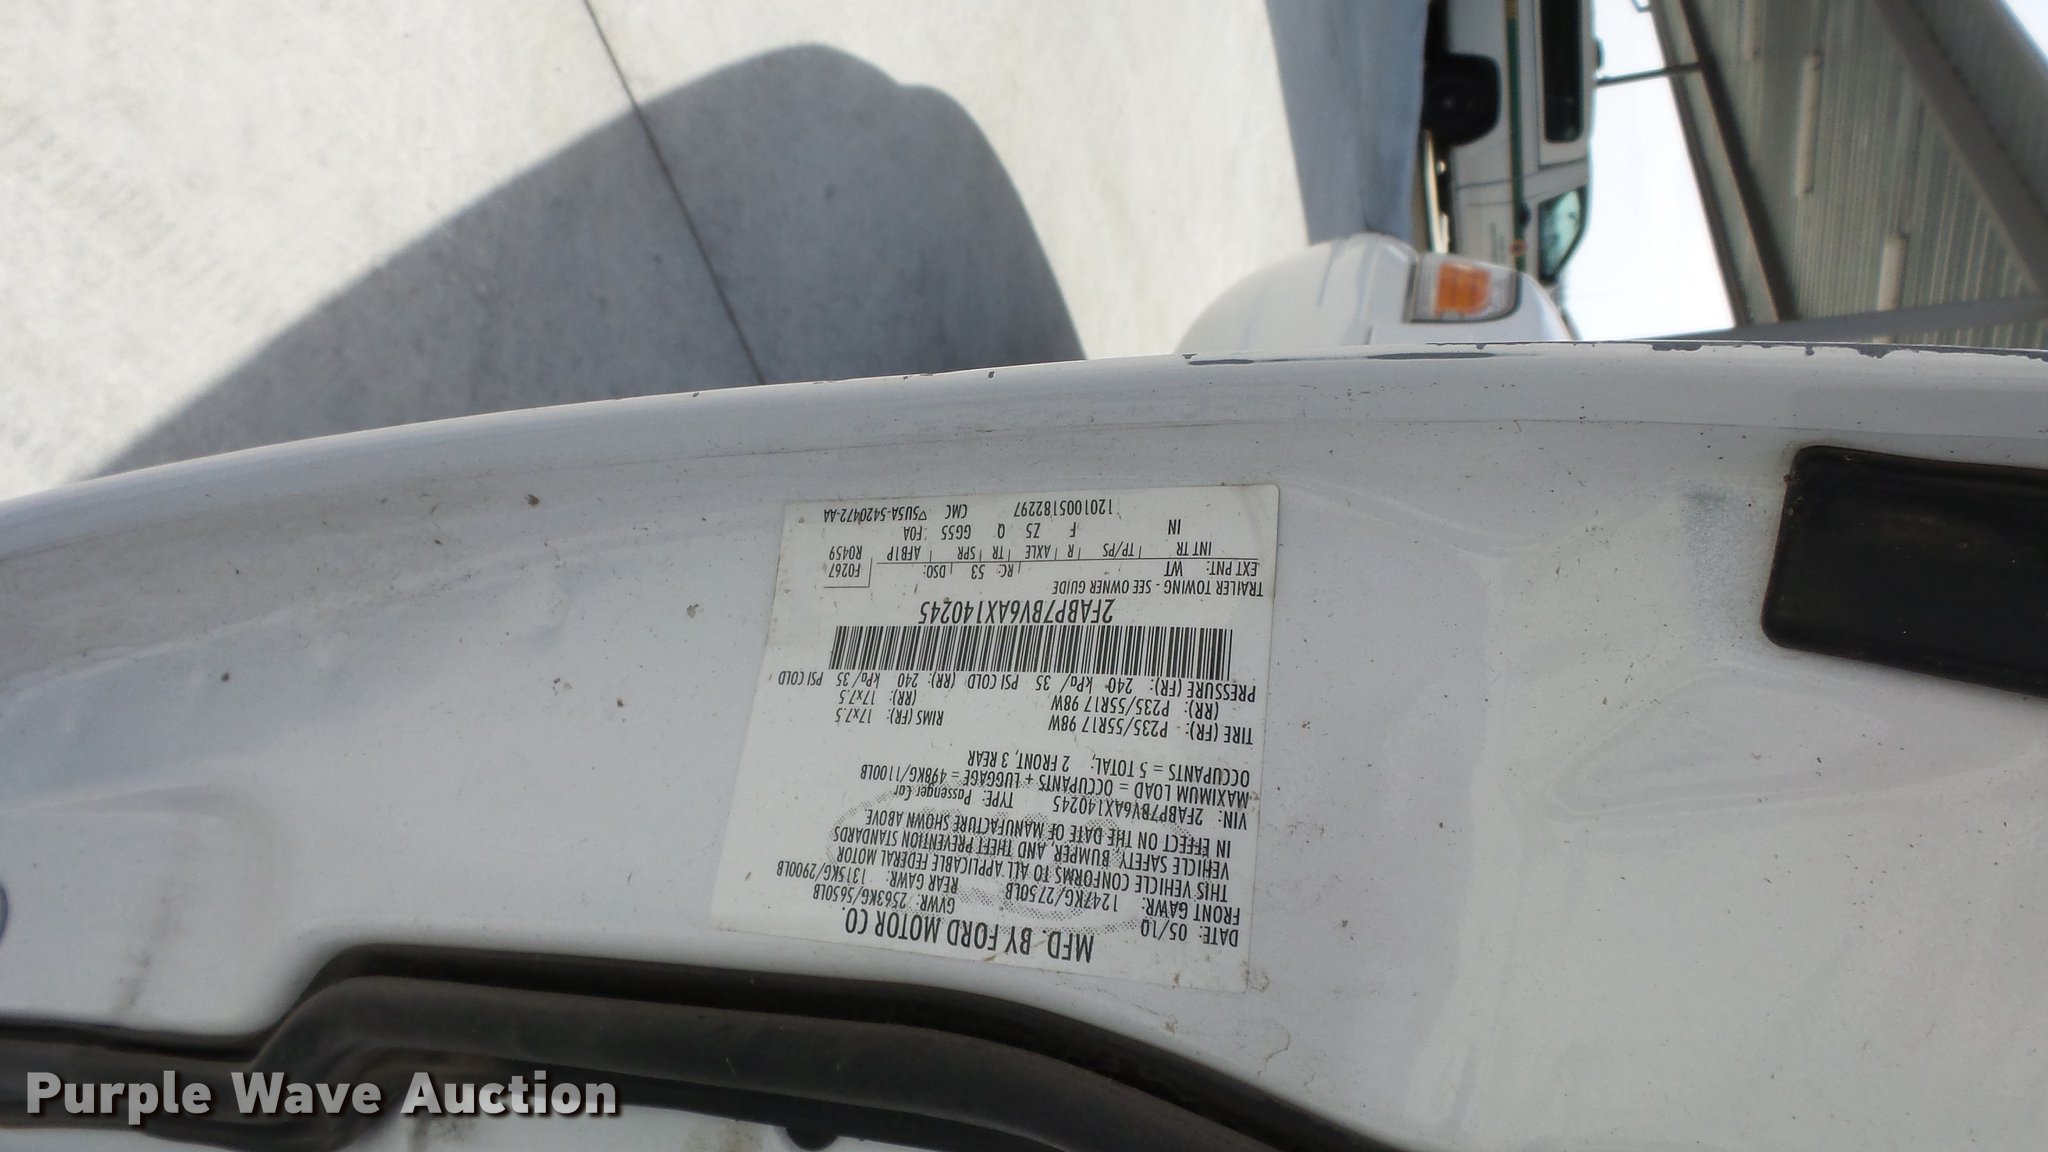 MFD. BY FORD MOTOR CO.
DATE: 05/10 GVWR: 2563KG/5650LB
FRONT GAWR: 1247KG/2750LB REAR GAWR: 1315KG/2900LB
THIS VEHICLE CONFORMS TO ALL APPLICABLE FEDERAL MOTOR
VEHICLE SAFETY, BUMPER, AND THEFT PREVENTION STANDARDS
IN EFFECT ON THE DATE OF MANUFACTURE SHOWN ABOVE
VIN: 2FABP7BV6AX140245 TYPE: Passenger Car
MAXIMUM LOAD = OCCUPANTS + LUGGAGE = 498KG/1100LB
OCCUPANTS = 5 TOTAL; 2 FRONT, 3 REAR
TIRE (FR): P235/55R17 98W RIMS (FR): 17x7.5
(RR): P235/55R17 98W (RR): 17x7.5
PRESSURE (FR): 240 kPa/ 35 PSI COLD (RR): 240 kPa/ 35 PSI COLD
2FABP7BV6AX140245
TRAILER TOWING - SEE OWNER GUIDE
EXT PNT: WT RC: 53 DSO: F0267
INT TR TP/PS R AXLE TR SPR AFB1P R0459
IN F Z5 Q GG55 F0A
1201005182297 CMC ▽5USA-5420472-AA
Purple Wave Auction